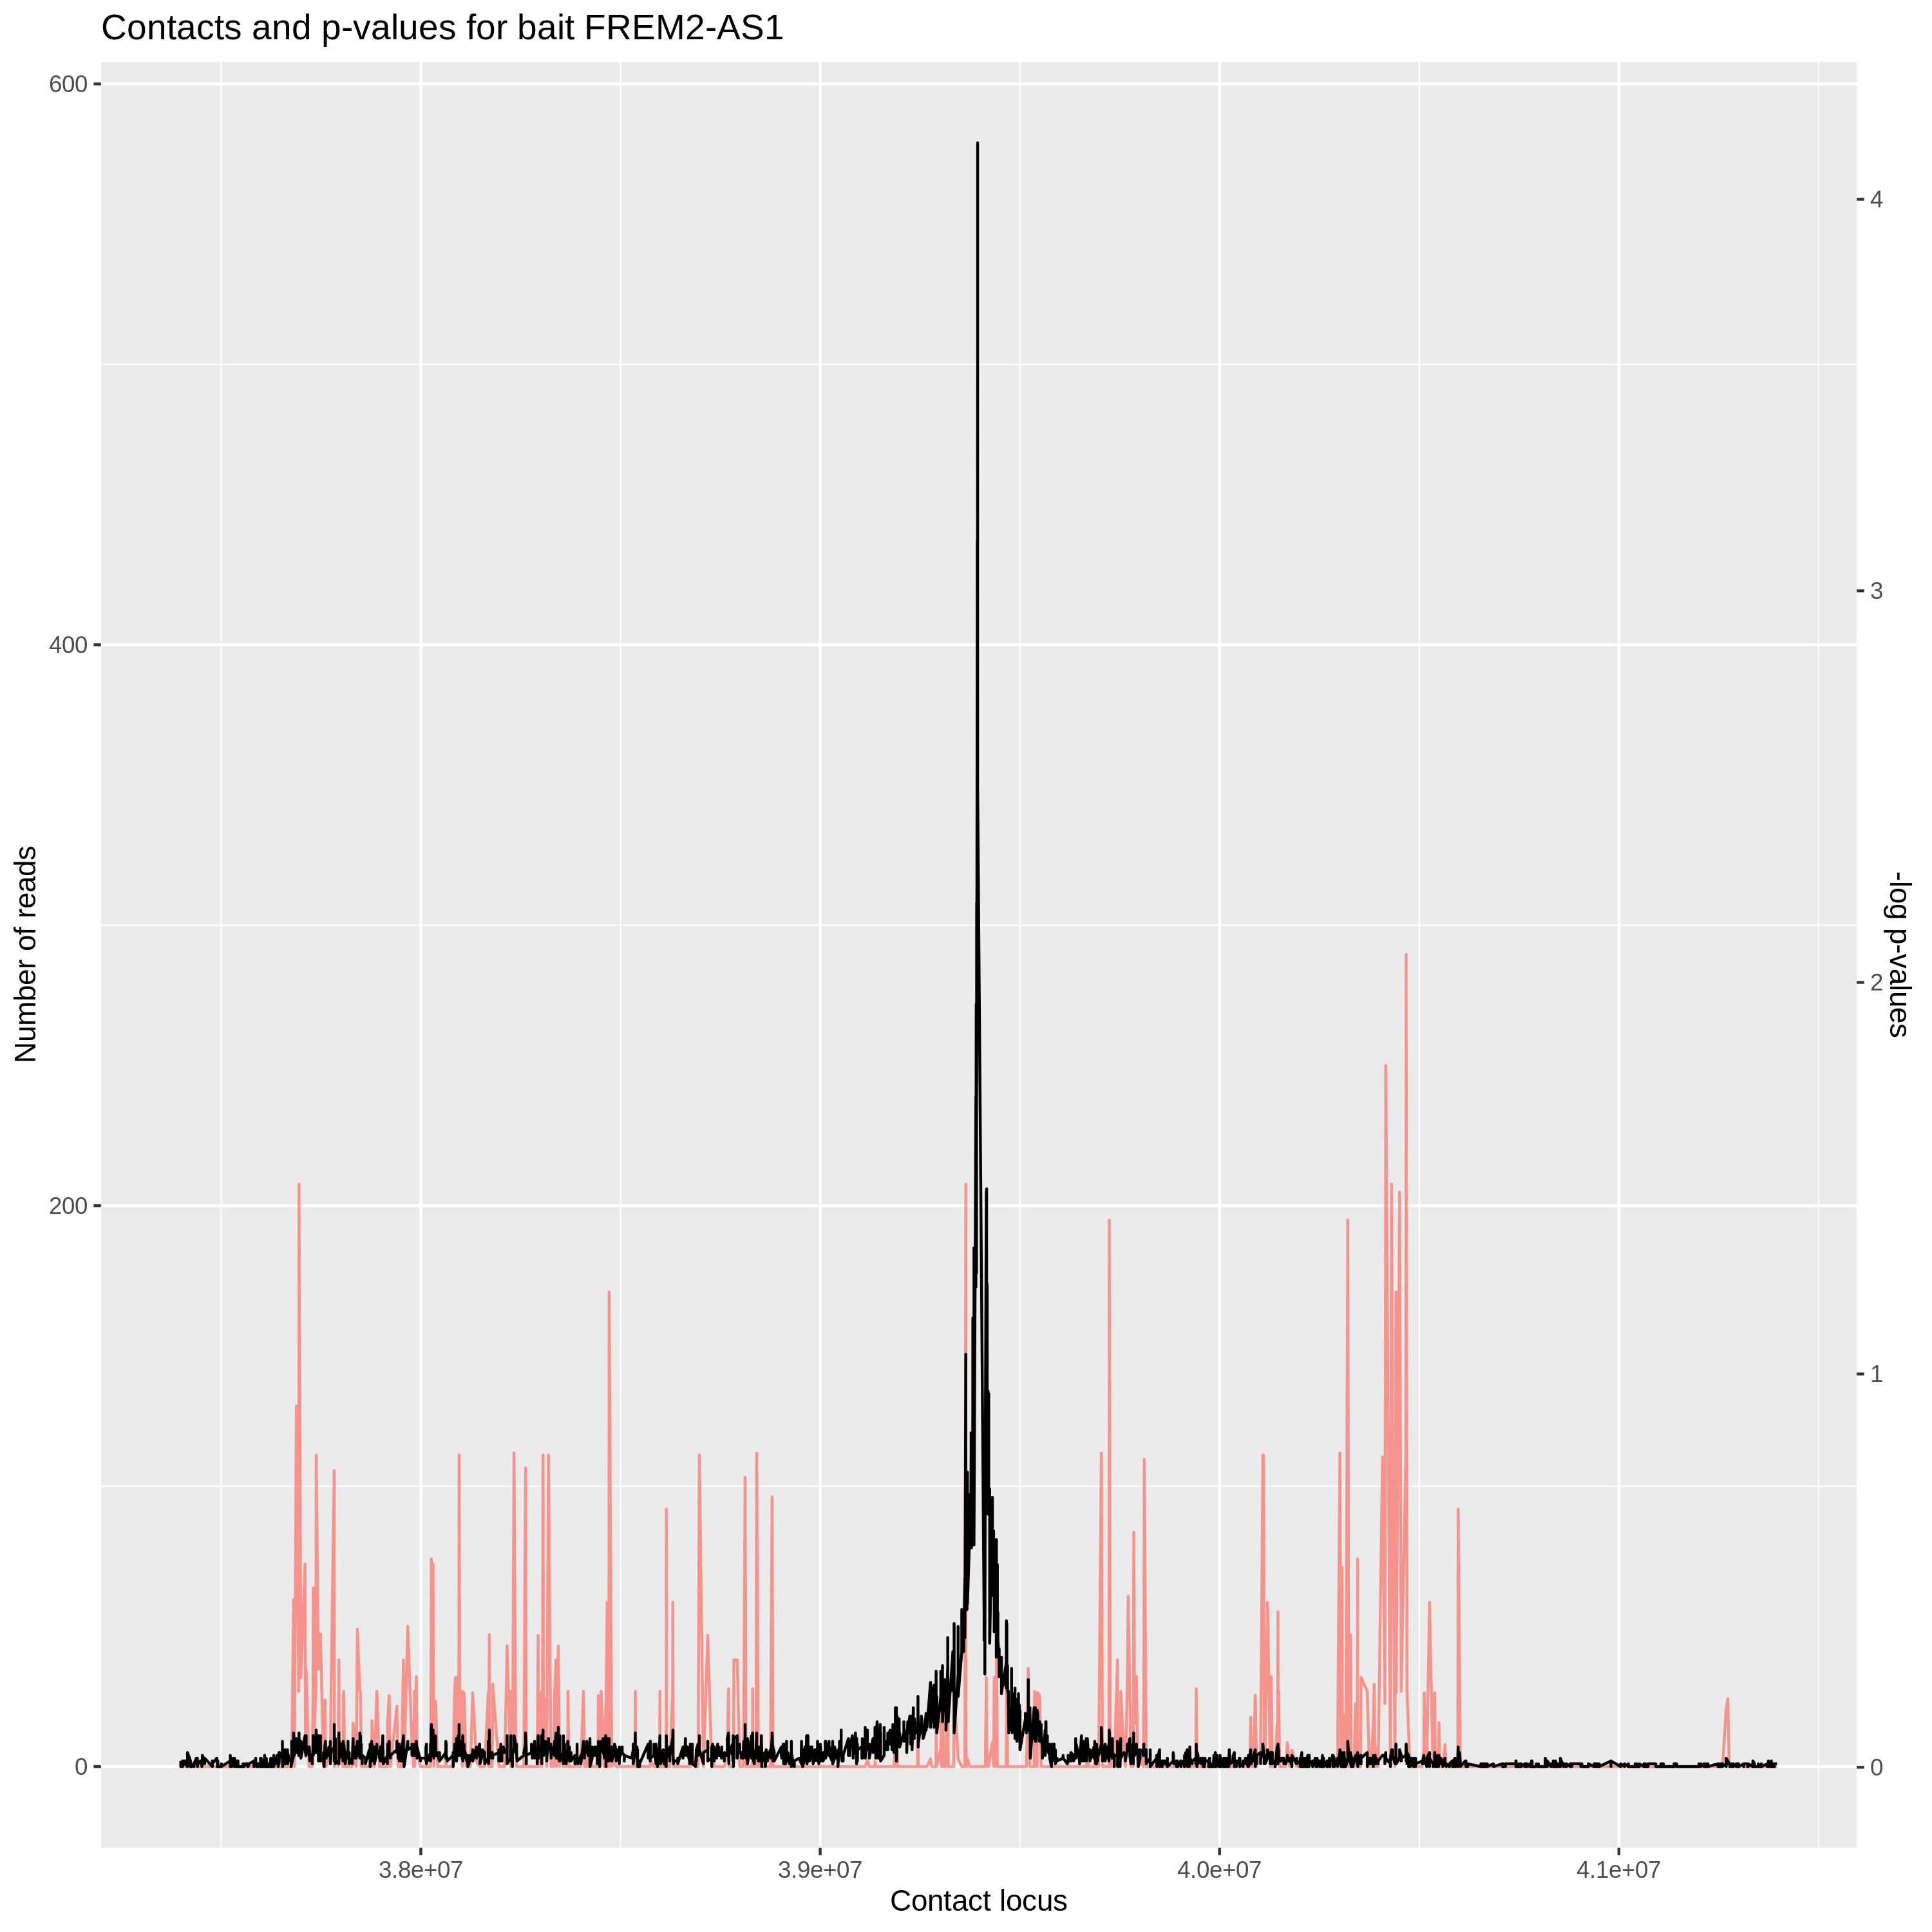 Contacts and p-values for bait FREM2-AS1
600
400
200
0
Number of reads
4
3
2
1
0
-log p-values
3.8e+07
3.9e+07
4.0e+07
4.1e+07
Contact locus